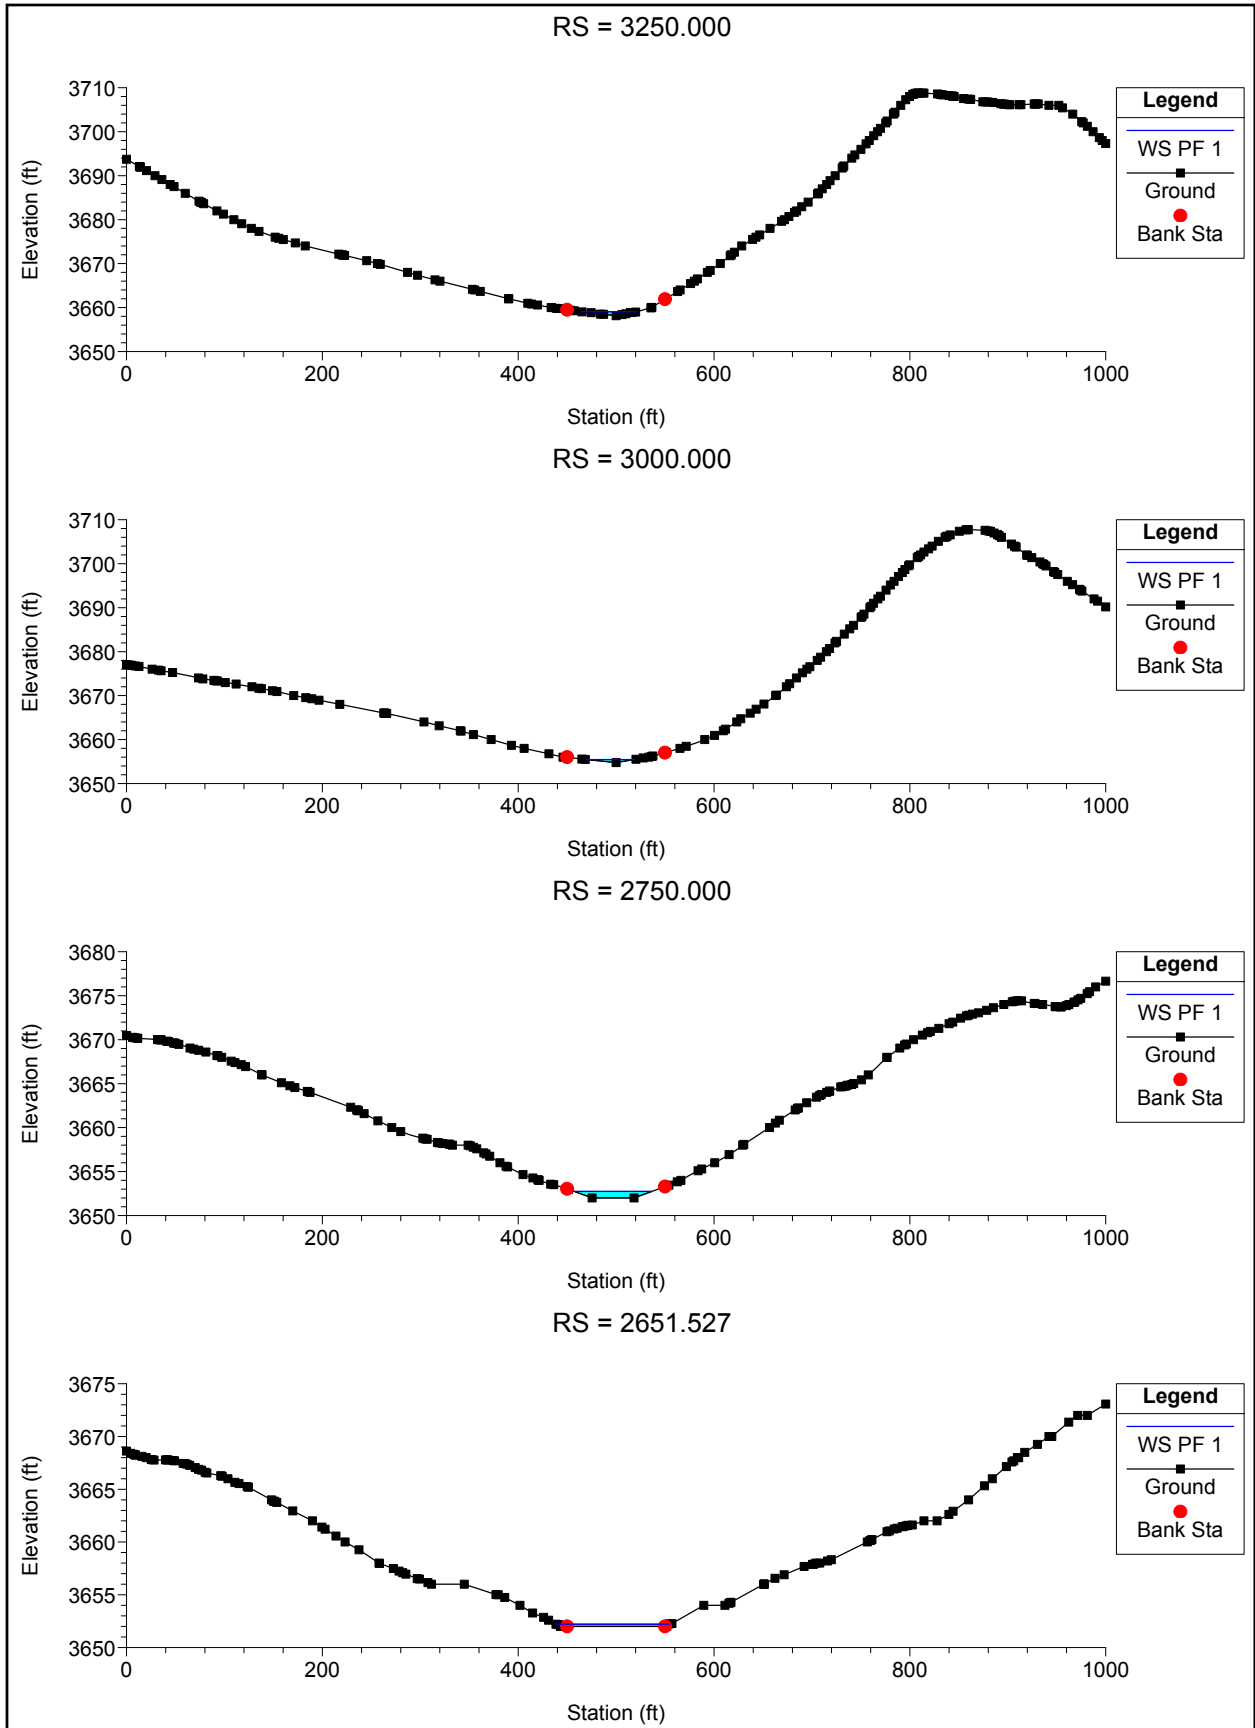 RS = 3250.000
Elevation (ft)
3710
3700
3690
3680
3670
3660
3650
0 200 400 600 800 1000
Station (ft)
Legend
WS PF 1
Ground
Bank Sta
RS = 3000.000
Elevation (ft)
3710
3700
3690
3680
3670
3660
3650
0 200 400 600 800 1000
Station (ft)
Legend
WS PF 1
Ground
Bank Sta
RS = 2750.000
Elevation (ft)
3680
3675
3670
3665
3660
3655
3650
0 200 400 600 800 1000
Station (ft)
Legend
WS PF 1
Ground
Bank Sta
RS = 2651.527
Elevation (ft)
3675
3670
3665
3660
3655
3650
0 200 400 600 800 1000
Station (ft)
Legend
WS PF 1
Ground
Bank Sta